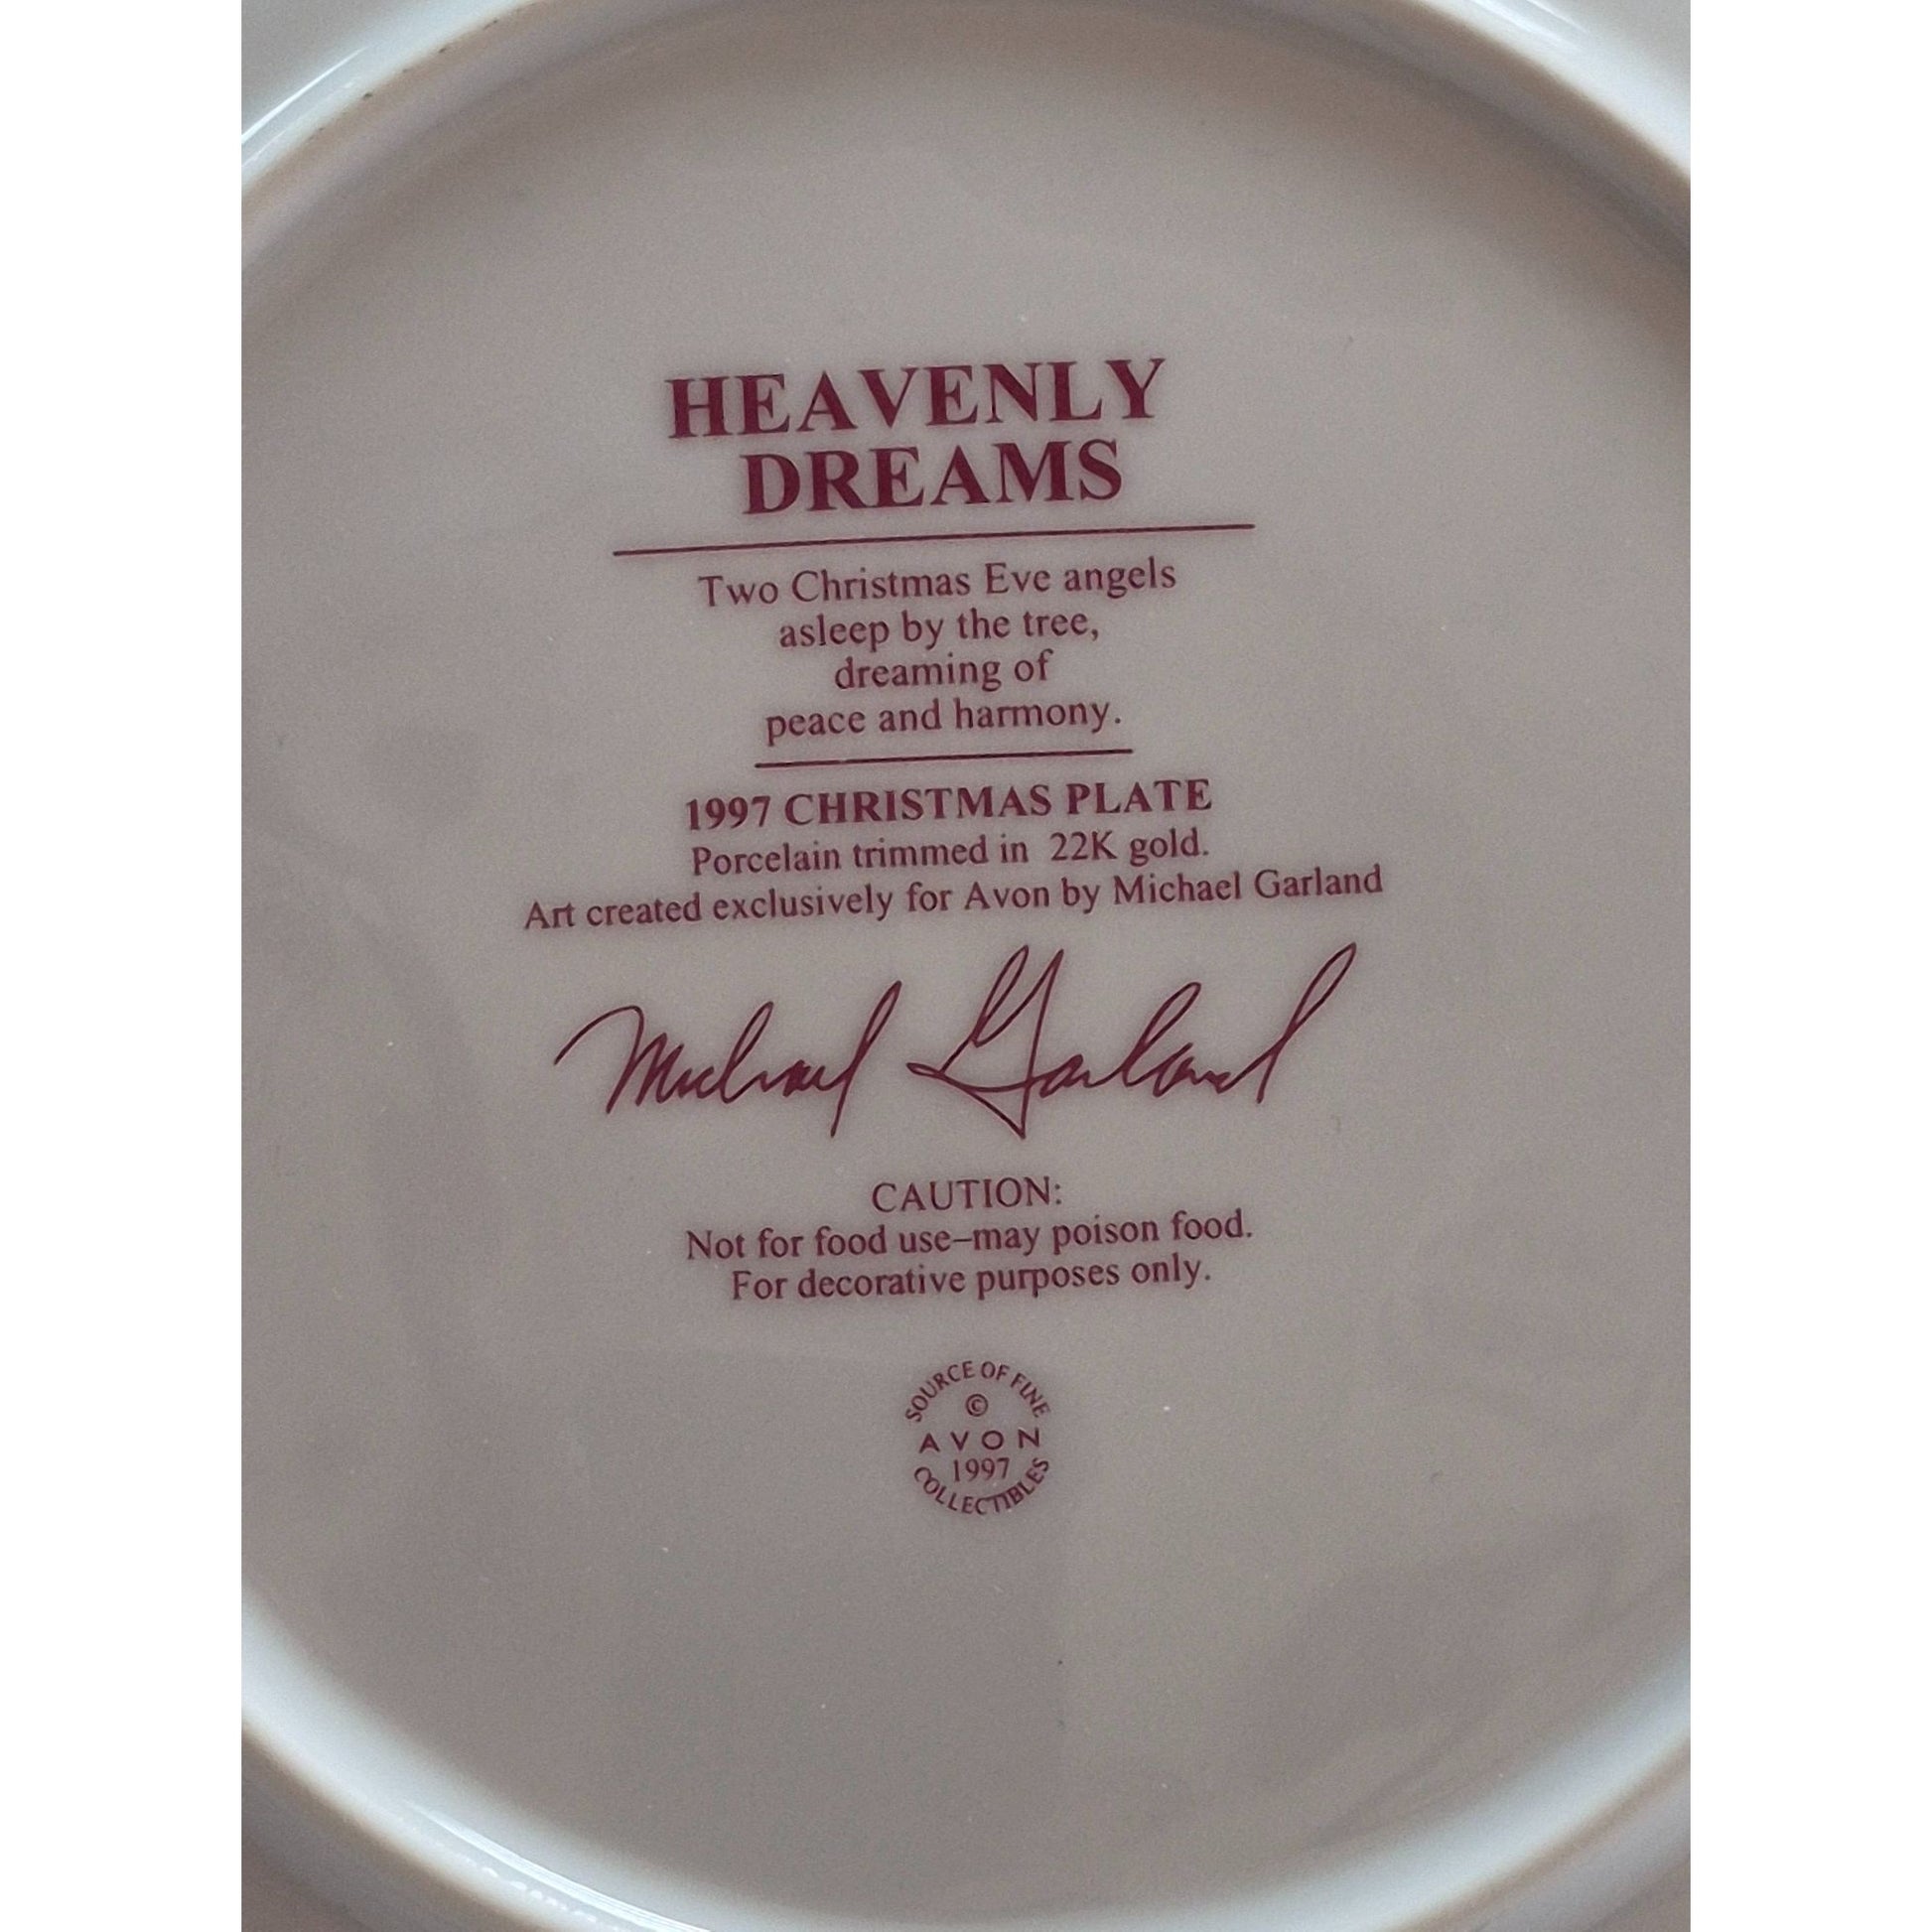 HEAVENLY
DREAMS
Two Christmas Eve angels
asleep by the tree,
dreaming of
peace and harmony.
1997 CHRISTMAS PLATE
Porcelain trimmed in 22K gold.
Art created exclusively for Avon by Michael Garland
Michael Garland
CAUTION:
Not for food use–may poison food.
For decorative purposes only.
SOURCE OF FINE
©
AVON
1997
COLLECTIBLES